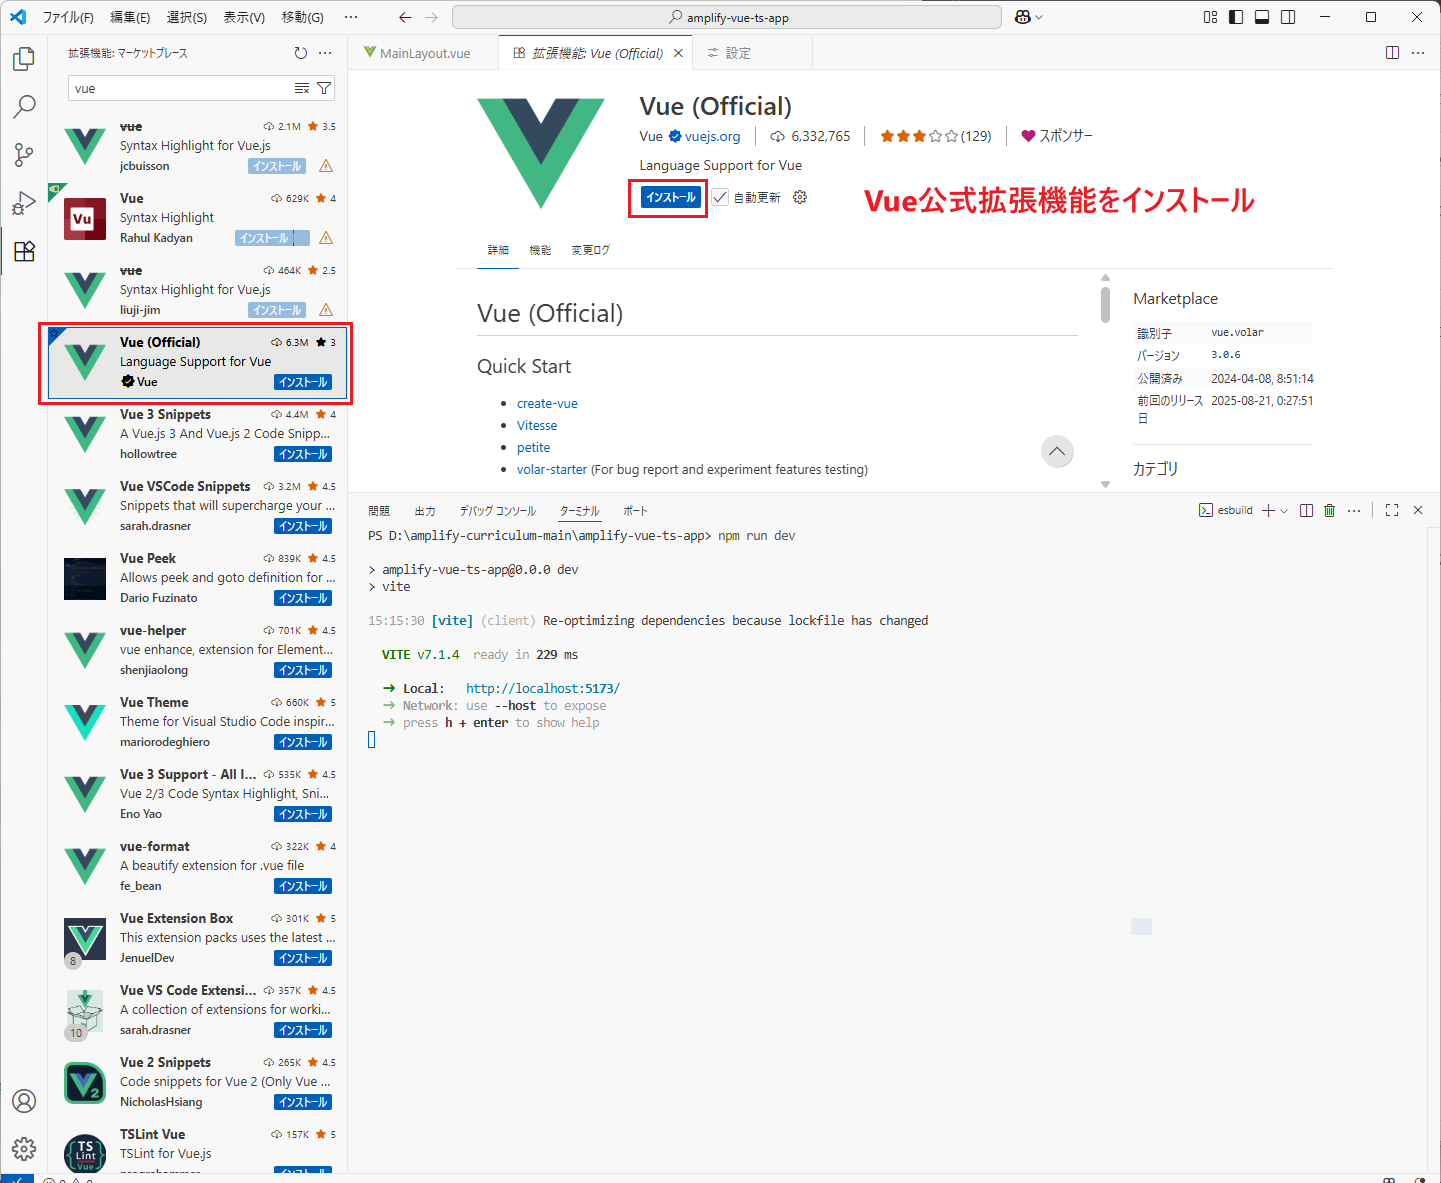 ファイル(F) 編集(E) 選択(S) 表示(V) 移動(G) ··· amplify-vue-ts-app
拡張機能: マーケットプレース
vue
vue 2.1M 3.5
Syntax Highlight for Vue.js
jcbuisson インストール
Vu
Vue 629K 4
Syntax Highlight
Rahul Kadyan インストール
vue 464K 2.5
Syntax Highlight for Vue.js
liuji-jim インストール
Vue (Official) 6.3M 3
Language Support for Vue
Vue インストール
Vue 3 Snippets 4.4M 4
A Vue.js 3 And Vue.js 2 Code Snipp...
hollowtree インストール
Vue VSCode Snippets 3.2M 4.5
Snippets that will supercharge your ...
sarah.drasner インストール
Vue Peek 839K 4.5
Allows peek and goto definition for ...
Dario Fuzinato インストール
vue-helper 701K 4.5
vue enhance, extension for Element...
shenjiaolong インストール
Vue Theme 660K 5
Theme for Visual Studio Code inspir...
mariorodeghiero インストール
Vue 3 Support - All I... 535K 4.5
Vue 2/3 Code Syntax Highlight, Sni...
Eno Yao インストール
vue-format 322K 4
A beautify extension for .vue file
fe_bean インストール
Vue Extension Box 301K 5
This extension packs uses the latest ...
8 JenuelDev インストール
Vue VS Code Extensi... 357K 4.5
A collection of extensions for worki...
10 sarah.drasner インストール
Vue 2 Snippets 265K 4.5
Code snippets for Vue 2 (Only Vue ...
NicholasHsiang インストール
TSLint Vue 157K 5
TSLint for Vue.js
TS
Lint
Vue
MainLayout.vue 拡張機能: Vue (Official) 設定
Vue (Official)
Vue vuejs.org 6,332,765 (129) スポンサー
Language Support for Vue
インストール 自動更新
Vue公式拡張機能をインストール
詳細 機能 変更ログ
Vue (Official)
Quick Start
• create-vue
• Vitesse
• petite
• volar-starter (For bug report and experiment features testing)
Marketplace
識別子 vue.volar
バージョン 3.0.6
公開済み 2024-04-08, 8:51:14
前回のリリース 2025-08-21, 0:27:51
日
カテゴリ
問題 出力 デバッグ コンソール ターミナル ポート esbuild
PS D:\amplify-curriculum-main\amplify-vue-ts-app> npm run dev
> amplify-vue-ts-app@0.0.0 dev
> vite
15:15:30 [vite] (client) Re-optimizing dependencies because lockfile has changed
VITE v7.1.4 ready in 229 ms
➜ Local: http://localhost:5173/
➜ Network: use --host to expose
➜ press h + enter to show help